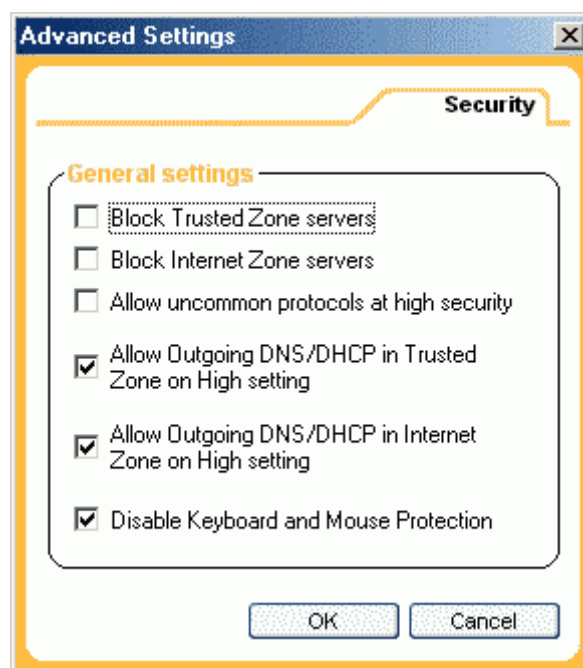 Advanced Settings
Security
General settings
Block Trusted Zone servers
Block Internet Zone servers
Allow uncommon protocols at high security
Allow Outgoing DNS/DHCP in Trusted
Zone on High setting
Allow Outgoing DNS/DHCP in Internet
Zone on High setting
Disable Keyboard and Mouse Protection
OK
Cancel